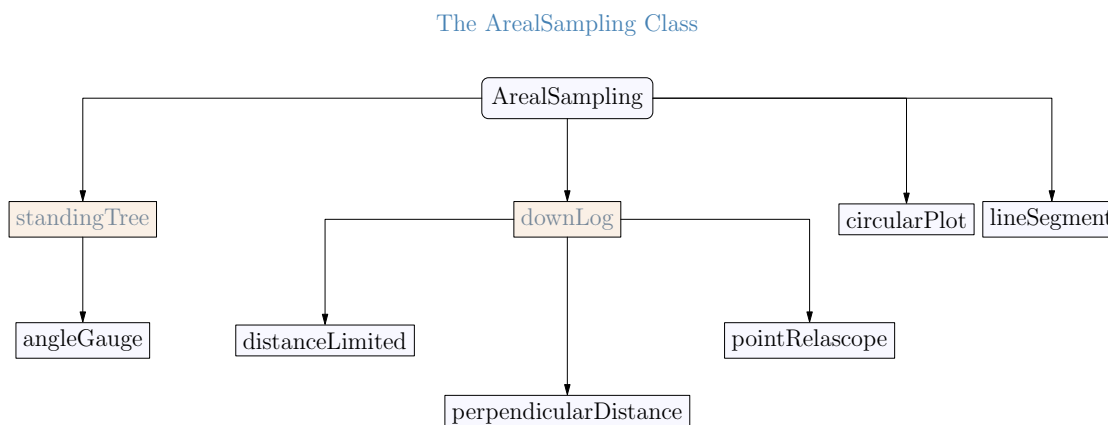 The ArealSampling Class
ArealSampling
standingTree
downLog
circularPlot
lineSegment
angleGauge
distanceLimited
pointRelascope
perpendicularDistance